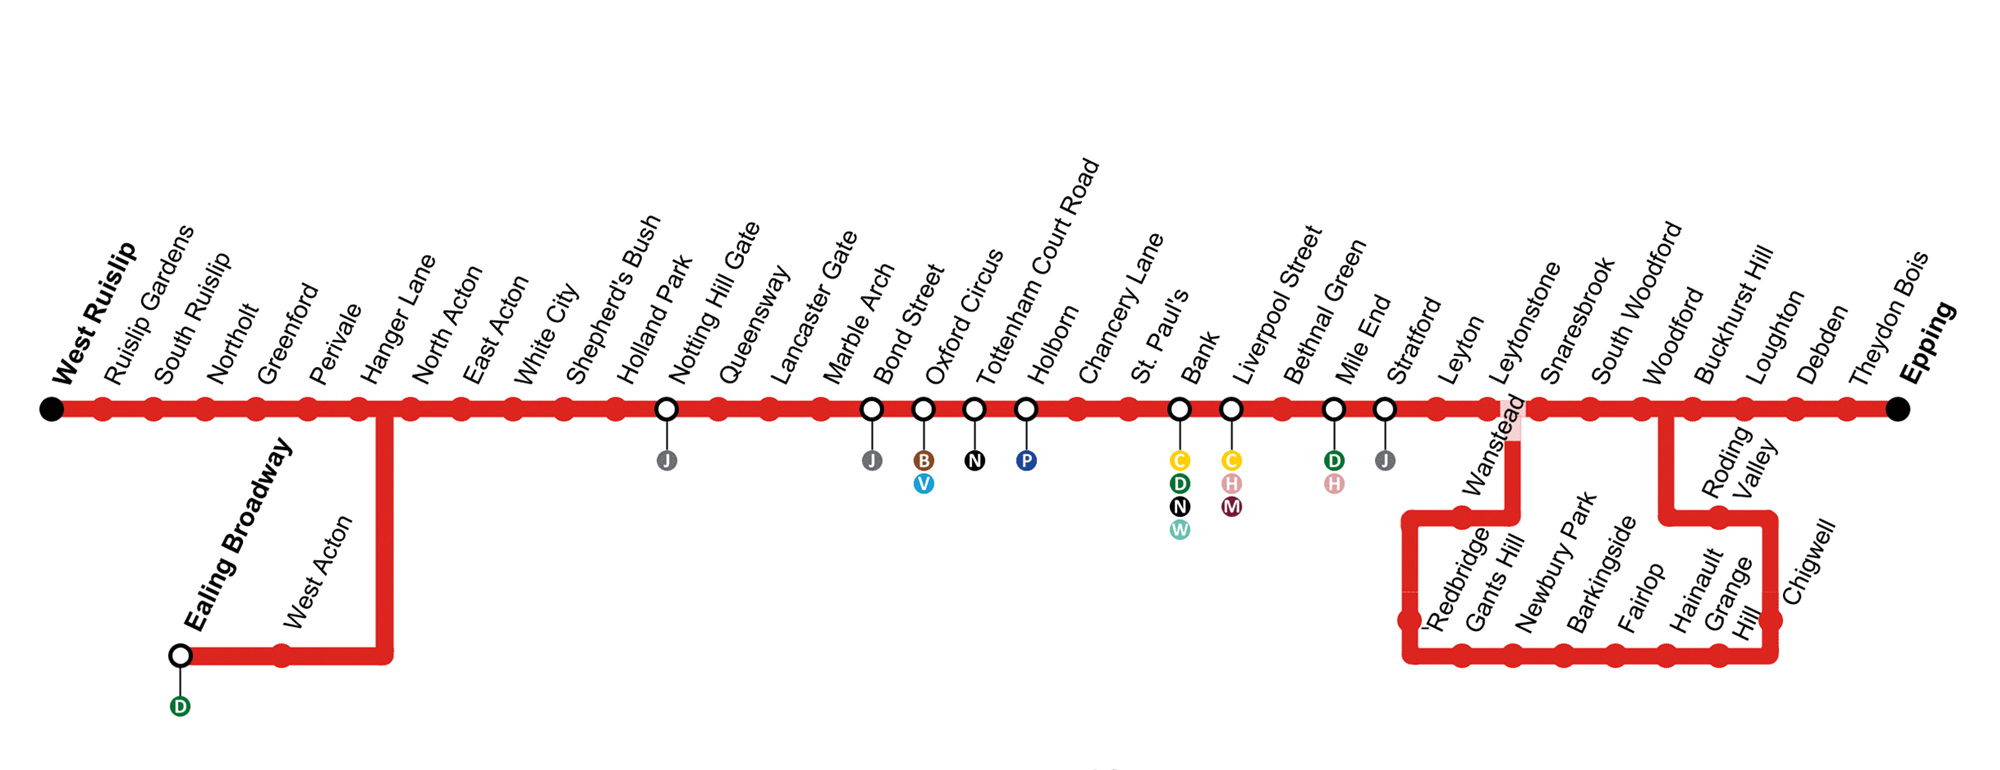 West Ruislip
Ruislip Gardens
South Ruislip
Northolt
Greenford
Perivale
Hanger Lane
North Acton
East Acton
White City
Shepherd's Bush
Holland Park
Notting Hill Gate
Queensway
Lancaster Gate
Marble Arch
Bond Street
Oxford Circus
Tottenham Court Road
Holborn
Chancery Lane
St. Paul's
Bank
Liverpool Street
Bethnal Green
Mile End
Stratford
Leyton
Leytonstone
Snaresbrook
South Woodford
Woodford
Buckhurst Hill
Loughton
Debden
Theydon Bois
Epping
J
J
B
V
N
P
C
D
N
W
C
H
M
D
H
J
Ealing Broadway
West Acton
D
Wanstead
Roding
Valley
'Redbridge
Gants Hill
Newbury Park
Barkingside
Fairlop
Hainault
Grange
Hill
Chigwell